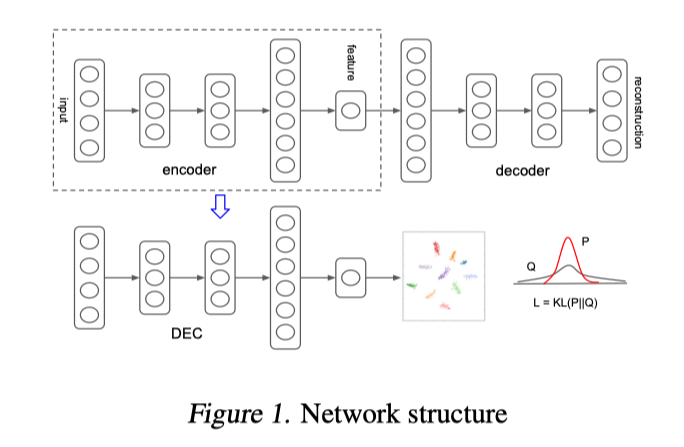 input
feature
reconstruction
encoder
decoder
P
Q
L = KL(P||Q)
DEC
Figure 1. Network structure